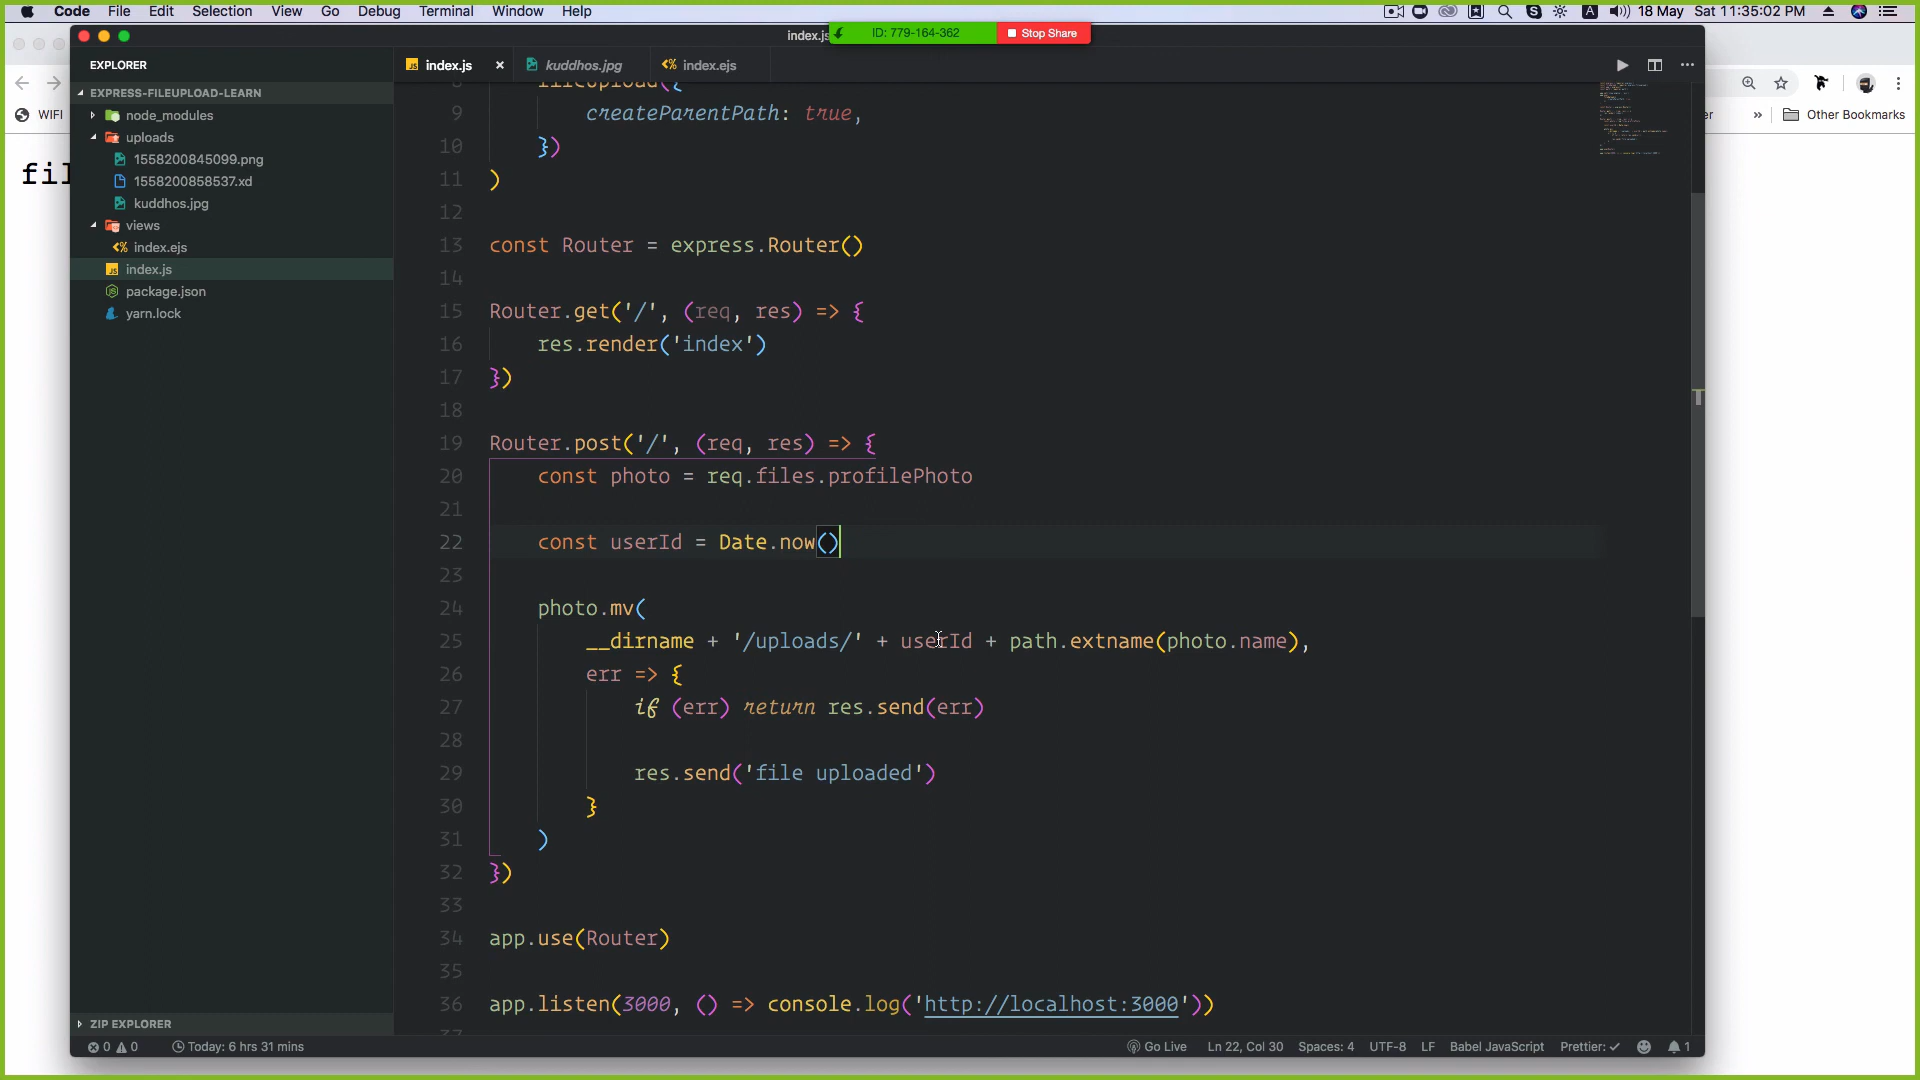 Code File Edit Selection View Go Debug Terminal Window Help
A 18 May Sat 11:35:02 PM
index.js
ID: 779-164-362
Stop Share
EXPLORER
index.js
kuddhos.jpg
index.ejs
EXPRESS-FILEUPLOAD-LEARN
node_modules
uploads
1558200845099.png
1558200858537.xd
kuddhos.jpg
views
index.ejs
index.js
package.json
yarn.lock
ZIP EXPLORER
WIFI
Other Bookmarks
fil
8 fileUpload({
9 createParentPath: true,
10 })
11 )
12
13 const Router = express.Router()
14
15 Router.get('/', (req, res) => {
16 res.render('index')
17 })
18
19 Router.post('/', (req, res) => {
20 const photo = req.files.profilePhoto
21
22 const userId = Date.now()
23
24 photo.mv(
25 __dirname + '/uploads/' + userId + path.extname(photo.name),
26 err => {
27 if (err) return res.send(err)
28
29 res.send('file uploaded')
30 }
31 )
32 })
33
34 app.use(Router)
35
36 app.listen(3000, () => console.log('http://localhost:3000'))
37
0 0 Today: 6 hrs 31 mins
Go Live Ln 22, Col 30 Spaces: 4 UTF-8 LF Babel JavaScript Prettier: ✓ 1